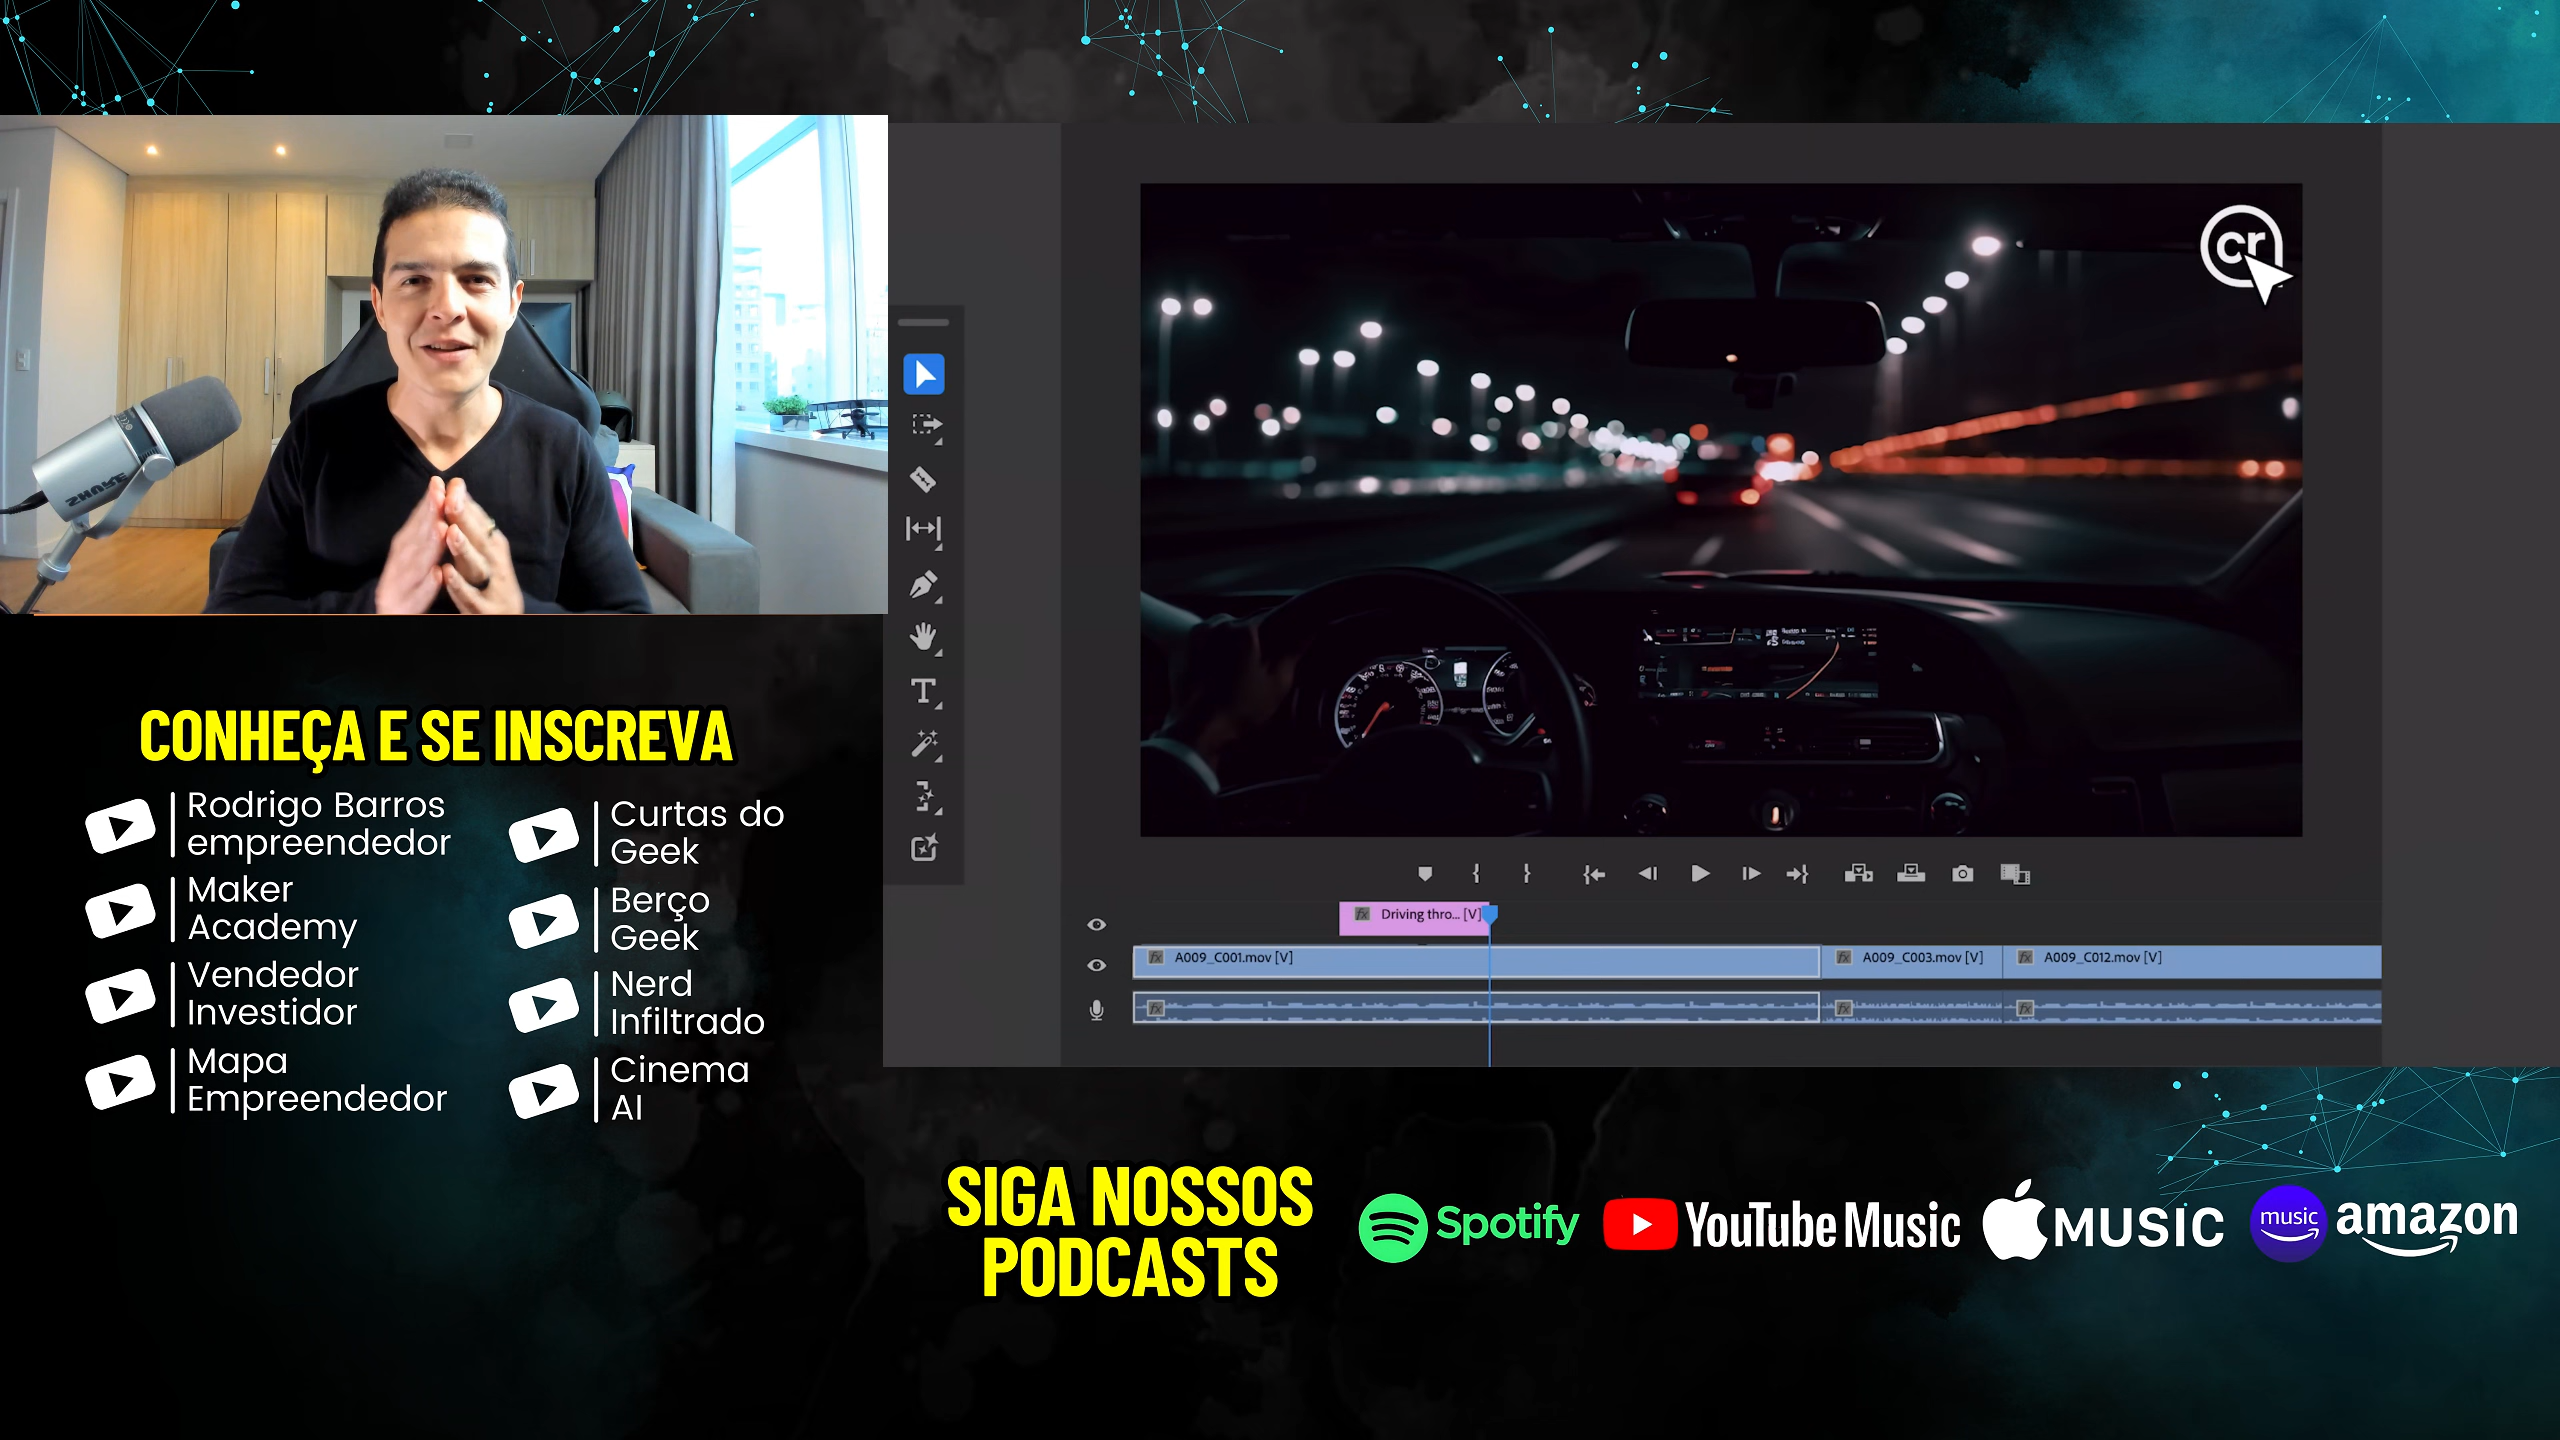 SHURE
cr
Driving thro... [V]
A009_C001.mov [V]
A009_C003.mov [V]
A009_C012.mov [V]
CONHEÇA E SE INSCREVA
Rodrigo Barros
empreendedor
Maker
Academy
Vendedor
Investidor
Mapa
Empreendedor
Curtas do
Geek
Berço
Geek
Nerd
Infiltrado
Cinema
AI
SIGA NOSSOS
PODCASTS
Spotify
YouTube Music
MUSIC
music
amazon